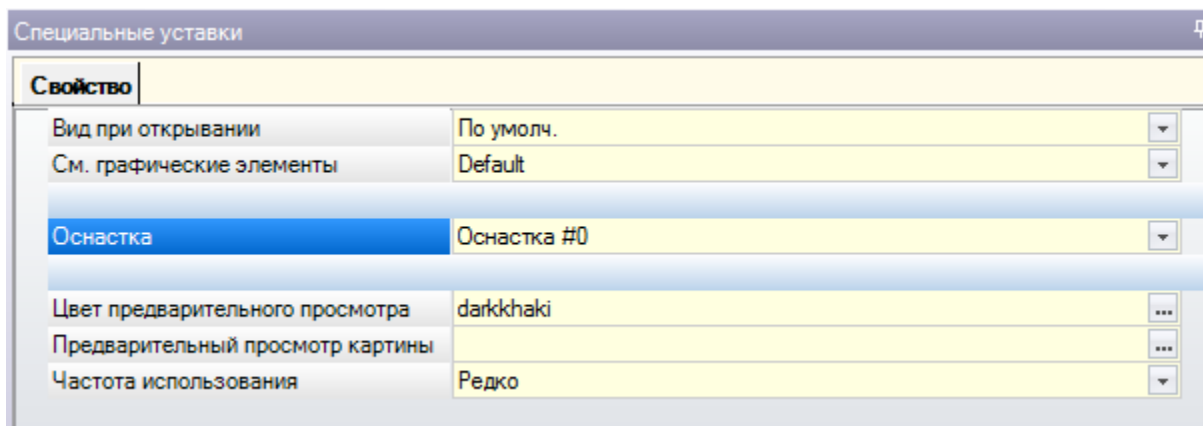 Специальные уставки
Свойство
Вид при открывании По умолч.
См. графические элементы Default
Оснастка Оснастка #0
Цвет предварительного просмотра darkkhaki
Предварительный просмотр картины
Частота использования Редко